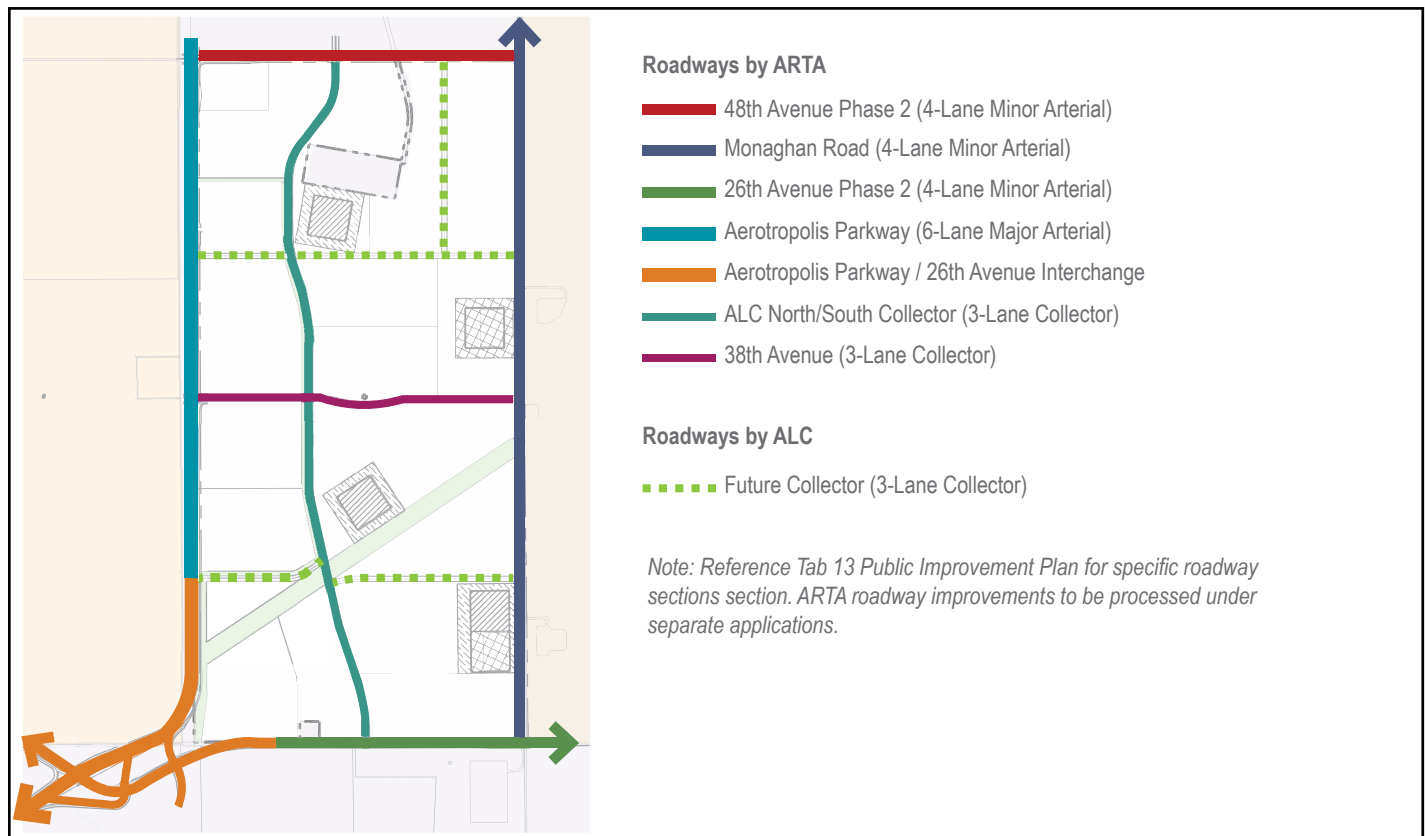 Roadways by ARTA
48th Avenue Phase 2 (4-Lane Minor Arterial)
Monaghan Road (4-Lane Minor Arterial)
26th Avenue Phase 2 (4-Lane Minor Arterial)
Aerotropolis Parkway (6-Lane Major Arterial)
Aerotropolis Parkway / 26th Avenue Interchange
ALC North/South Collector (3-Lane Collector)
38th Avenue (3-Lane Collector)
Roadways by ALC
Future Collector (3-Lane Collector)
Note: Reference Tab 13 Public Improvement Plan for specific roadway
sections section. ARTA roadway improvements to be processed under
separate applications.